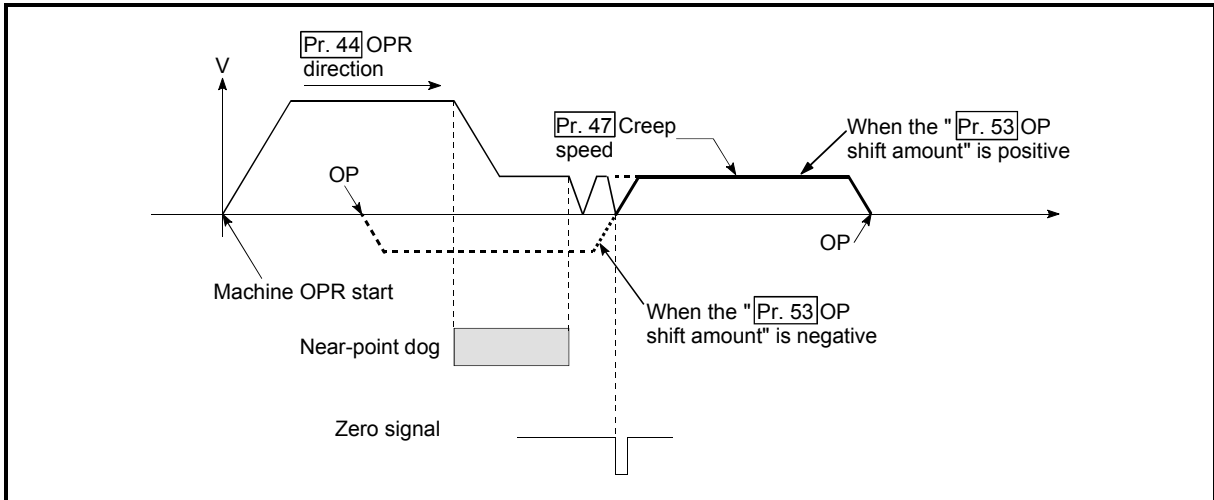 Pr. 44 OPR
direction
V
Pr. 47 Creep
speed
When the " Pr. 53 OP
shift amount" is positive
OP
OP
Machine OPR start
When the " Pr. 53 OP
shift amount" is negative
Near-point dog
Zero signal